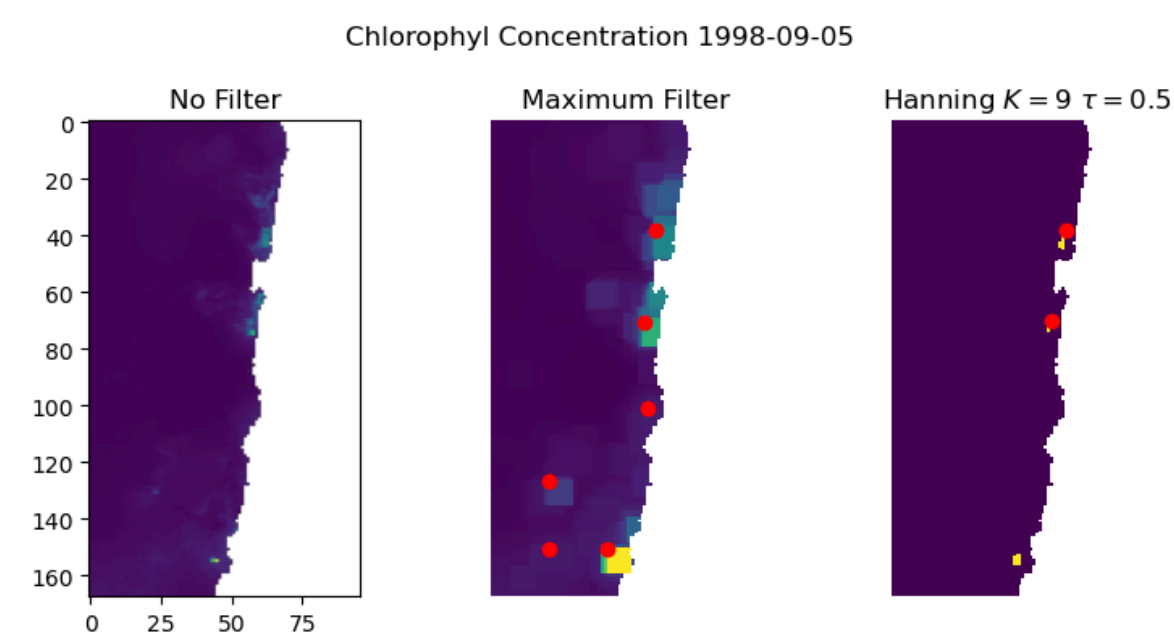 Chlorophyl Concentration 1998-09-05
No Filter
Maximum Filter
Hanning K = 9 τ = 0.5
0
20
40
60
80
100
120
140
160
0 25 50 75